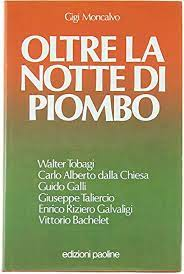 Gigi Moncalvo
OLTRE LA
NOTTE DI
PIOMBO
Walter Tobagi
Carlo Alberto dalla Chiesa
Guido Galli
Giuseppe Taliercio
Enrico Riziero Galvaligi
Vittorio Bachelet
edizioni paoline